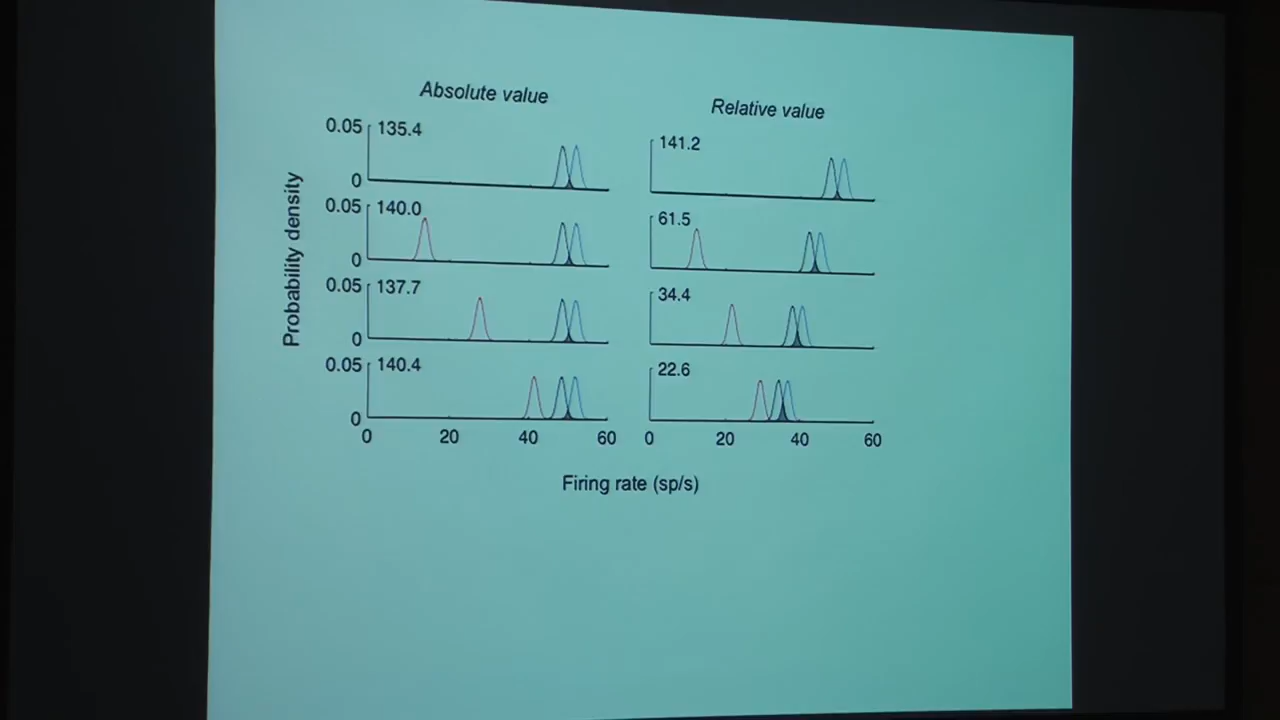 Absolute value
Relative value
Probability density
0.05
135.4
0
141.2
0.05
140.0
0
61.5
0.05
137.7
0
34.4
0.05
140.4
0
22.6
0 20 40 60
0 20 40 60
Firing rate (sp/s)